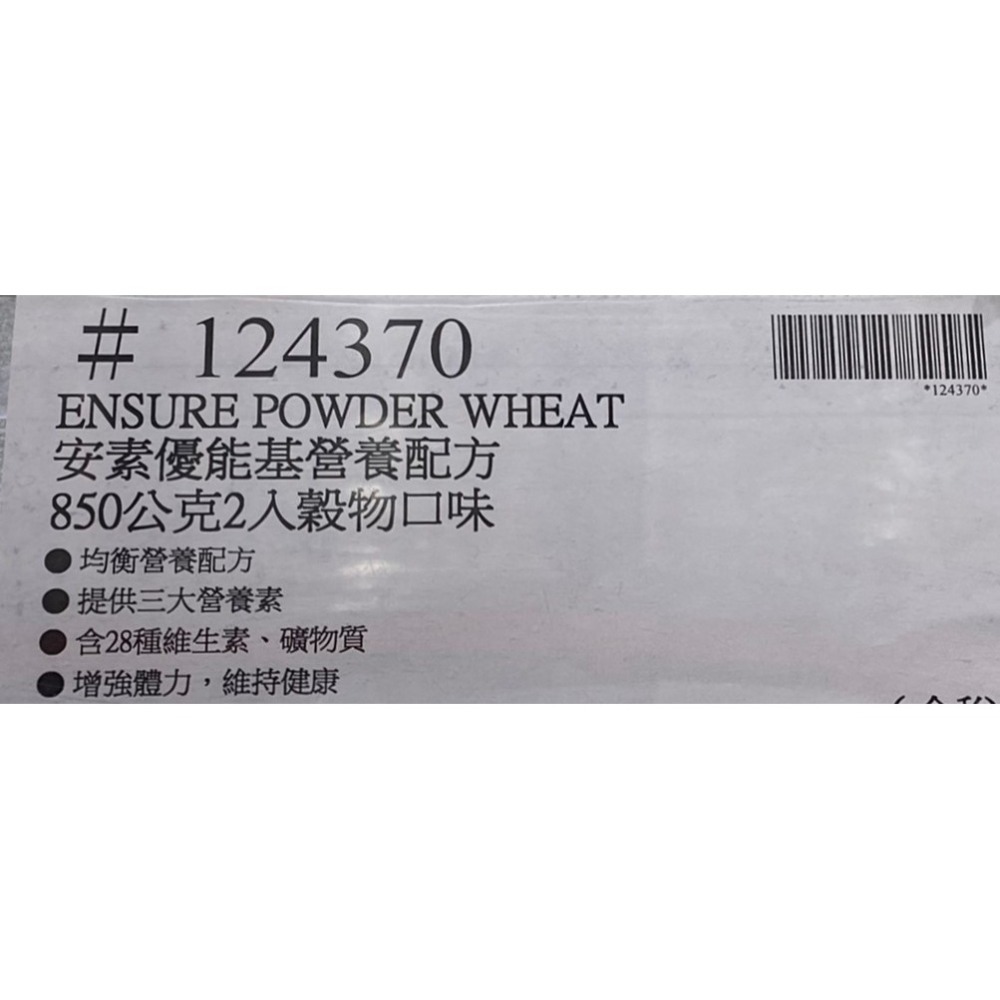 # 124370
*124370*
ENSURE POWDER WHEAT
安素優能基營養配方
850公克2入穀物口味
● 均衡營養配方
● 提供三大營養素
● 含28種維生素、礦物質
● 增強體力，維持健康